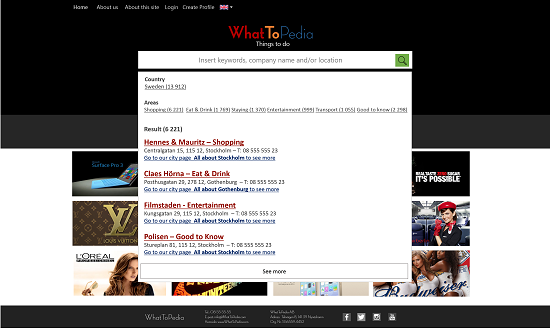 Home About us About this site Login Create Profile
WhatToPedia
Things to do
Insert keywords, company name and/or location
Country
Sweden (13 912)
Areas
Shopping (6 221) Eat & Drink (1 769) Staying (1 370) Entertainment (999) Transport (1 055) Good to know (2 298)
Result (6 221)
Hennes & Mauritz – Shopping
Centralgatan 15, 115 12, Stockholm – T: 08 555 555 23
Go to our city page All about Stockholm to see more
Claes Hörna – Eat & Drink
Posthusgatan 29, 278 12, Gothenburg – T: 08 555 555 23
Go to our city page All about Gothenburg to see more
Filmstaden - Entertainment
Kungsgatan 29, 115 12, Stockholm – T: 08 555 555 23
Go to our city page All about Stockholm to see more
Polisen – Good to Know
Stureplan 81, 115 12, Stockholm – T: 08 555 555 23
Go to our city page All about Stockholm to see more
See more
Surface Pro 3
LOUIS VUITTON
L'ORÉAL
IT'S POSSIBLE
Budweiser
WhatToPedia